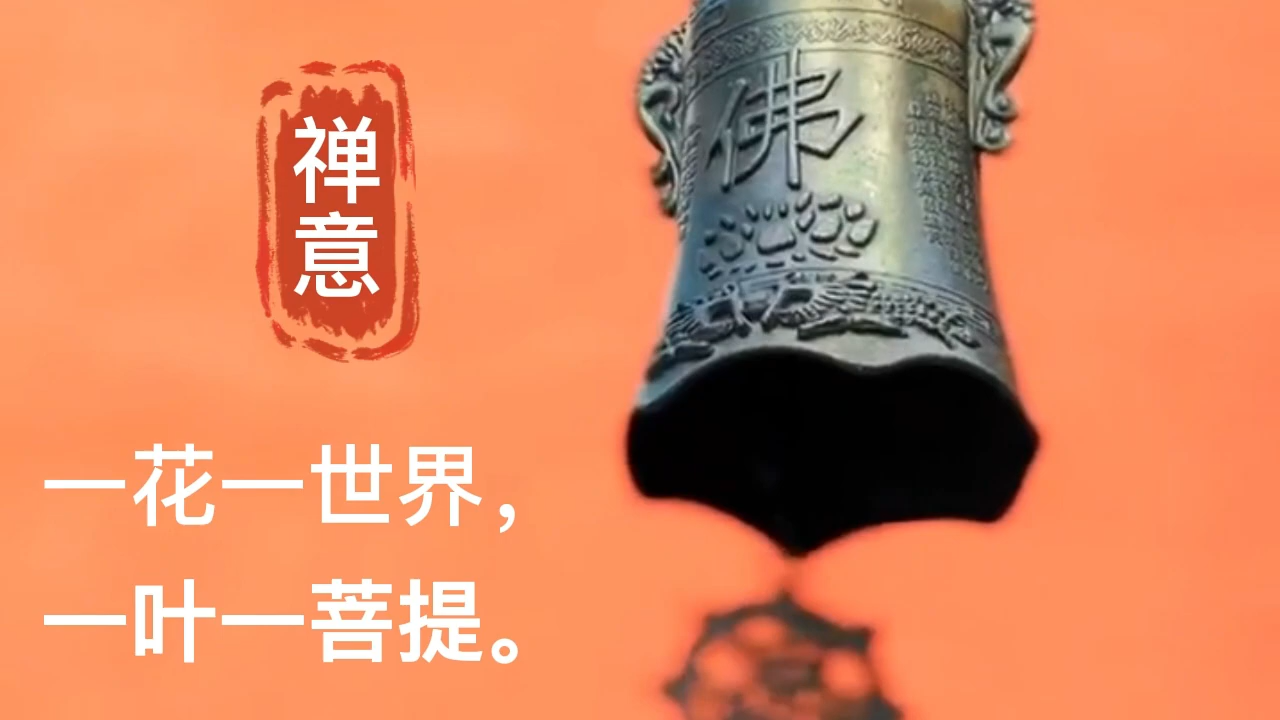 禅意
佛
一花一世界，
一叶一菩提。